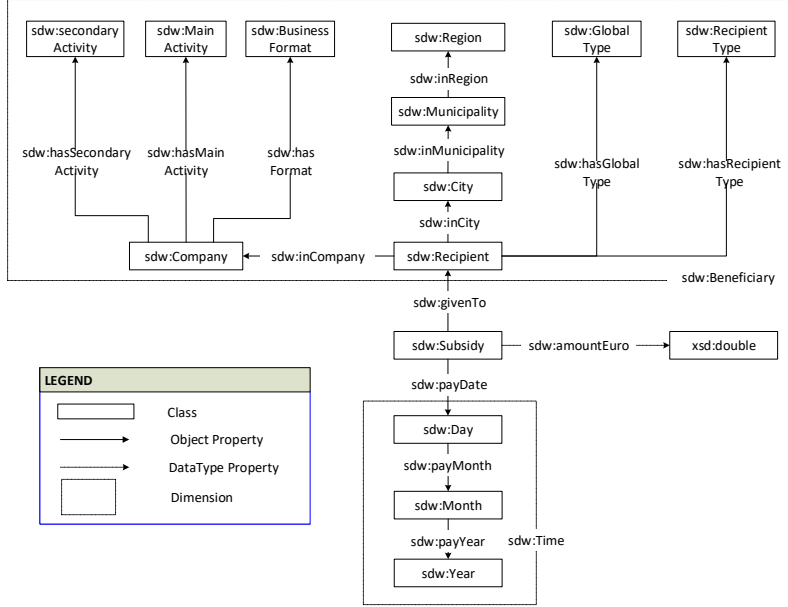 sdw:secondary
Activity
sdw:Main
Activity
sdw:Business
Format
sdw:Region
sdw:Global
Type
sdw:Recipient
Type
sdw:inRegion
sdw:Municipality
sdw:hasSecondary
Activity
sdw:hasMain
Activity
sdw:has
Format
sdw:inMunicipality
sdw:hasGlobal
Type
sdw:hasRecipient
Type
sdw:City
sdw:inCity
sdw:Company
sdw:inCompany
sdw:Recipient
sdw:Beneficiary
sdw:givenTo
sdw:Subsidy
sdw:amountEuro
xsd:double
sdw:payDate
LEGEND
Class
Object Property
DataType Property
Dimension
sdw:Day
sdw:payMonth
sdw:Month
sdw:payYear
sdw:Time
sdw:Year